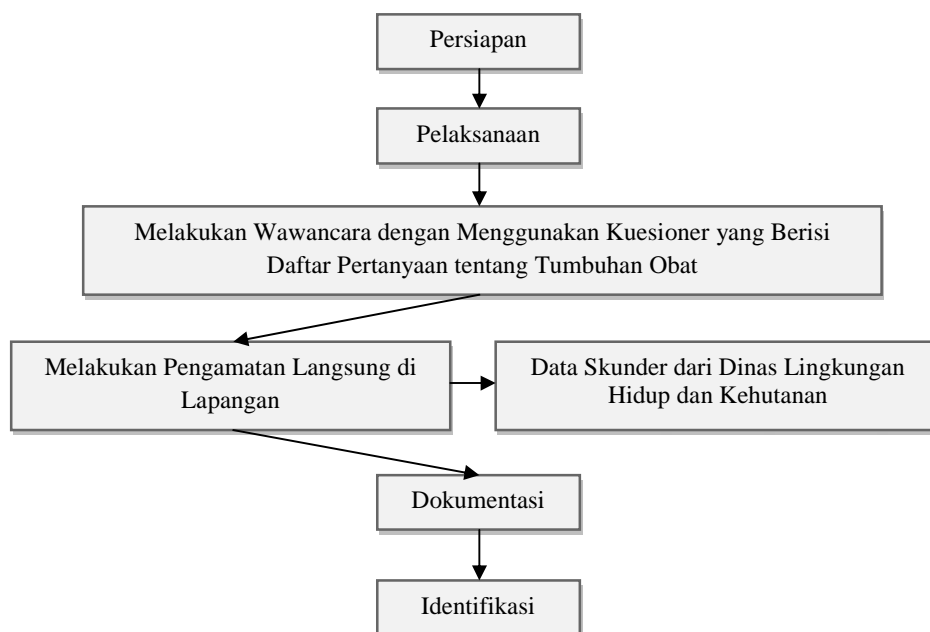 Persiapan
Pelaksanaan
Melakukan Wawancara dengan Menggunakan Kuesioner yang Berisi
Daftar Pertanyaan tentang Tumbuhan Obat
Melakukan Pengamatan Langsung di
Lapangan
Data Skunder dari Dinas Lingkungan
Hidup dan Kehutanan
Dokumentasi
Identifikasi